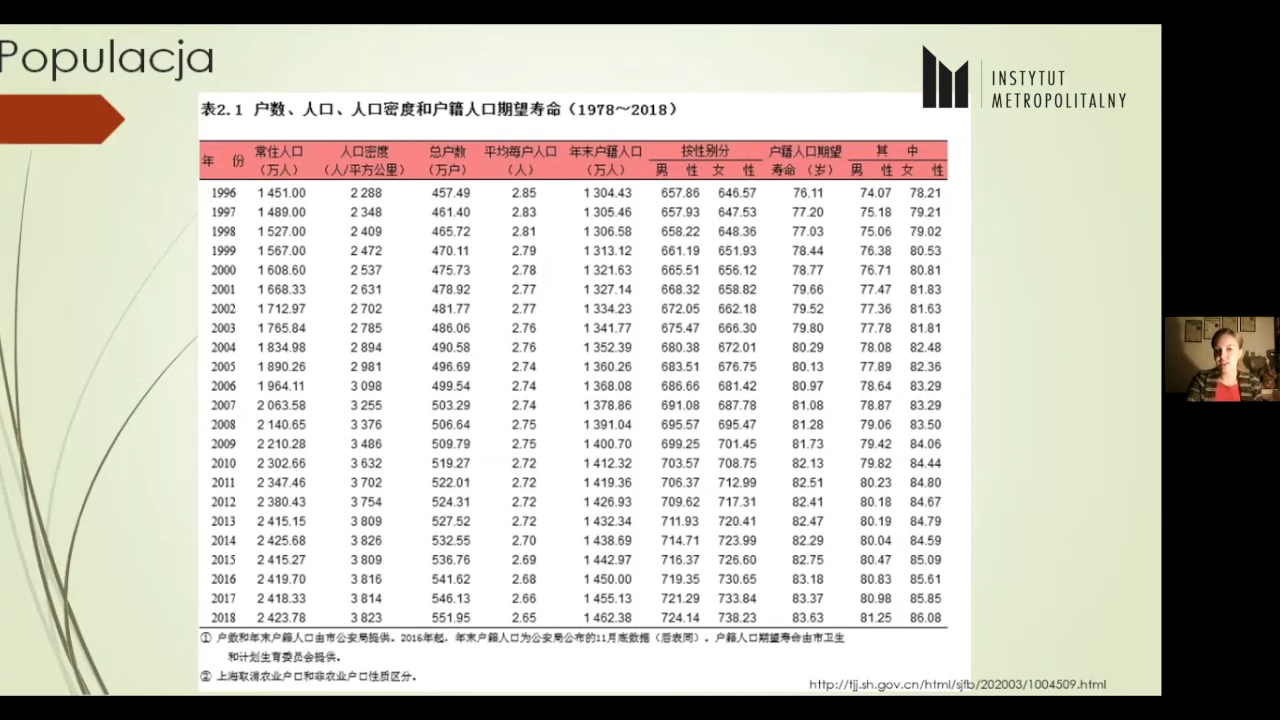 Populacja
INSTYTUT
METROPOLITALNY
表2.1 户数、人口、人口密度和户籍人口期望寿命（1978～2018）
年 份 常住人口 人口密度 总户数 平均每户人口 年末户籍人口 按性别分 户籍人口期望 其 中
（万人） （人/平方公里） （万户） （人） （万人） 男 性 女 性 寿命（岁） 男 性 女 性
1996 1 451.00 2 288 457.49 2.85 1 304.43 657.86 646.57 76.11 74.07 78.21
1997 1 489.00 2 348 461.40 2.83 1 305.46 657.93 647.53 77.20 75.18 79.21
1998 1 527.00 2 409 465.72 2.81 1 306.58 658.22 648.36 77.03 75.06 79.02
1999 1 567.00 2 472 470.11 2.79 1 313.12 661.19 651.93 78.44 76.38 80.53
2000 1 608.60 2 537 475.73 2.78 1 321.63 665.51 656.12 78.77 76.71 80.81
2001 1 668.33 2 631 478.92 2.77 1 327.14 668.32 658.82 79.66 77.47 81.83
2002 1 712.97 2 702 481.77 2.77 1 334.23 672.05 662.18 79.52 77.36 81.63
2003 1 765.84 2 785 486.06 2.76 1 341.77 675.47 666.30 79.80 77.78 81.81
2004 1 834.98 2 894 490.58 2.76 1 352.39 680.38 672.01 80.29 78.08 82.48
2005 1 890.26 2 981 496.69 2.74 1 360.26 683.51 676.75 80.13 77.89 82.36
2006 1 964.11 3 098 499.54 2.74 1 368.08 686.66 681.42 80.97 78.64 83.29
2007 2 063.58 3 255 503.29 2.74 1 378.86 691.08 687.78 81.08 78.87 83.29
2008 2 140.65 3 376 506.64 2.75 1 391.04 695.57 695.47 81.28 79.06 83.50
2009 2 210.28 3 486 509.79 2.75 1 400.70 699.25 701.45 81.73 79.42 84.06
2010 2 302.66 3 632 519.27 2.72 1 412.32 703.57 708.75 82.13 79.82 84.44
2011 2 347.46 3 702 522.01 2.72 1 419.36 706.37 712.99 82.51 80.23 84.80
2012 2 380.43 3 754 524.31 2.72 1 426.93 709.62 717.31 82.41 80.18 84.67
2013 2 415.15 3 809 527.52 2.72 1 432.34 711.93 720.41 82.47 80.19 84.79
2014 2 425.68 3 826 532.55 2.70 1 438.69 714.71 723.99 82.29 80.04 84.59
2015 2 415.27 3 809 536.76 2.69 1 442.97 716.37 726.60 82.75 80.47 85.09
2016 2 419.70 3 816 541.62 2.68 1 450.00 719.35 730.65 83.18 80.83 85.61
2017 2 418.33 3 814 546.13 2.66 1 455.13 721.29 733.84 83.37 80.98 85.85
2018 2 423.78 3 823 551.95 2.65 1 462.38 724.14 738.23 83.63 81.25 86.08
① 户数和年末户籍人口由市公安局提供。2016年起，年末户籍人口为公安局公布的11月底数据（后表同）。户籍人口期望寿命由市卫生
和计划生育委员会提供。
② 上海取消农业户口和非农业户口性质区分。
http://tjj.sh.gov.cn/html/sjfb/202003/1004509.html